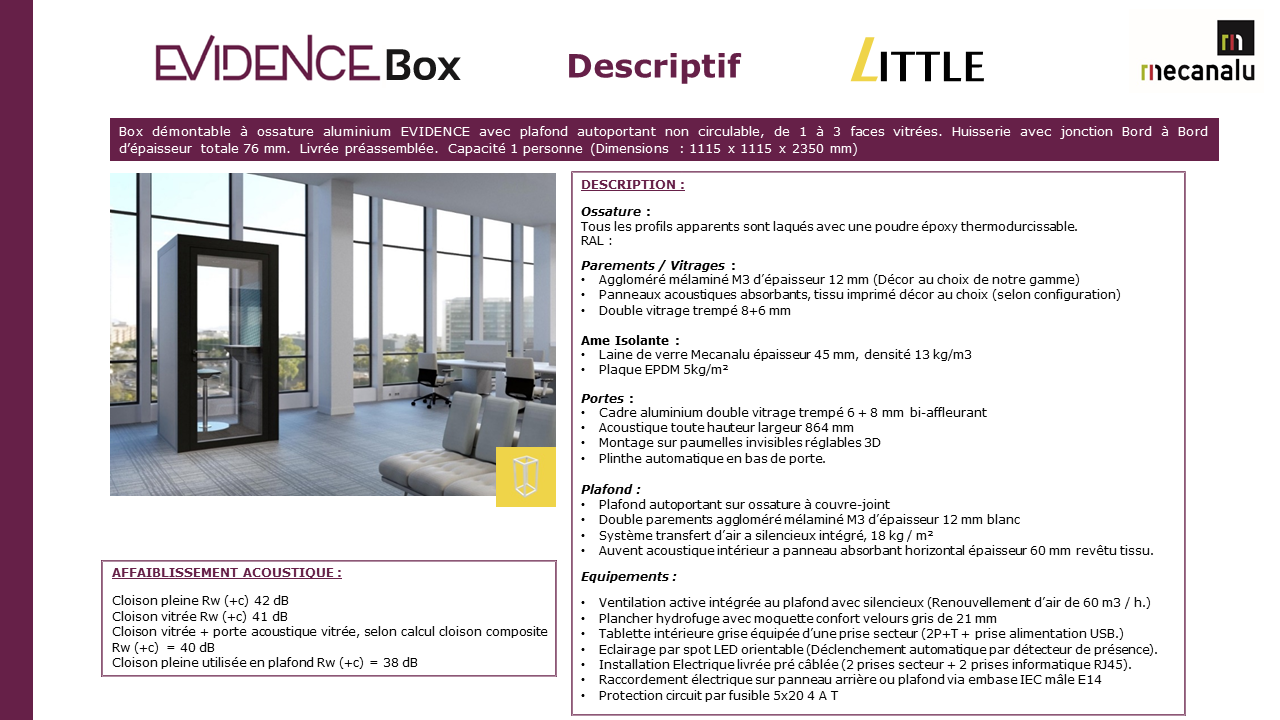 EVIDENCE Box
Descriptif
LITTLE
mecanalu
Box démontable à ossature aluminium EVIDENCE avec plafond autoportant non circulable, de 1 à 3 faces vitrées. Huisserie avec jonction Bord à Bord
d’épaisseur totale 76 mm. Livrée préassemblée. Capacité 1 personne (Dimensions : 1115 x 1115 x 2350 mm)
DESCRIPTION :
Ossature :
Tous les profils apparents sont laqués avec une poudre époxy thermodurcissable.
RAL :
Parements / Vitrages :
• Aggloméré mélaminé M3 d’épaisseur 12 mm (Décor au choix de notre gamme)
• Panneaux acoustiques absorbants, tissu imprimé décor au choix (selon configuration)
• Double vitrage trempé 8+6 mm
Ame Isolante :
• Laine de verre Mecanalu épaisseur 45 mm, densité 13 kg/m3
• Plaque EPDM 5kg/m²
Portes :
• Cadre aluminium double vitrage trempé 6 + 8 mm bi-affleurant
• Acoustique toute hauteur largeur 864 mm
• Montage sur paumelles invisibles réglables 3D
• Plinthe automatique en bas de porte.
Plafond :
• Plafond autoportant sur ossature à couvre-joint
• Double parements aggloméré mélaminé M3 d’épaisseur 12 mm blanc
• Système transfert d’air a silencieux intégré, 18 kg / m²
• Auvent acoustique intérieur a panneau absorbant horizontal épaisseur 60 mm revêtu tissu.
Equipements :
• Ventilation active intégrée au plafond avec silencieux (Renouvellement d’air de 60 m3 / h.)
• Plancher hydrofuge avec moquette confort velours gris de 21 mm
• Tablette intérieure grise équipée d’une prise secteur (2P+T + prise alimentation USB.)
• Eclairage par spot LED orientable (Déclenchement automatique par détecteur de présence).
• Installation Electrique livrée pré câblée (2 prises secteur + 2 prises informatique RJ45).
• Raccordement électrique sur panneau arrière ou plafond via embase IEC mâle E14
• Protection circuit par fusible 5x20 4 A T
AFFAIBLISSEMENT ACOUSTIQUE :
Cloison pleine Rw (+c) 42 dB
Cloison vitrée Rw (+c) 41 dB
Cloison vitrée + porte acoustique vitrée, selon calcul cloison composite
Rw (+c) = 40 dB
Cloison pleine utilisée en plafond Rw (+c) = 38 dB